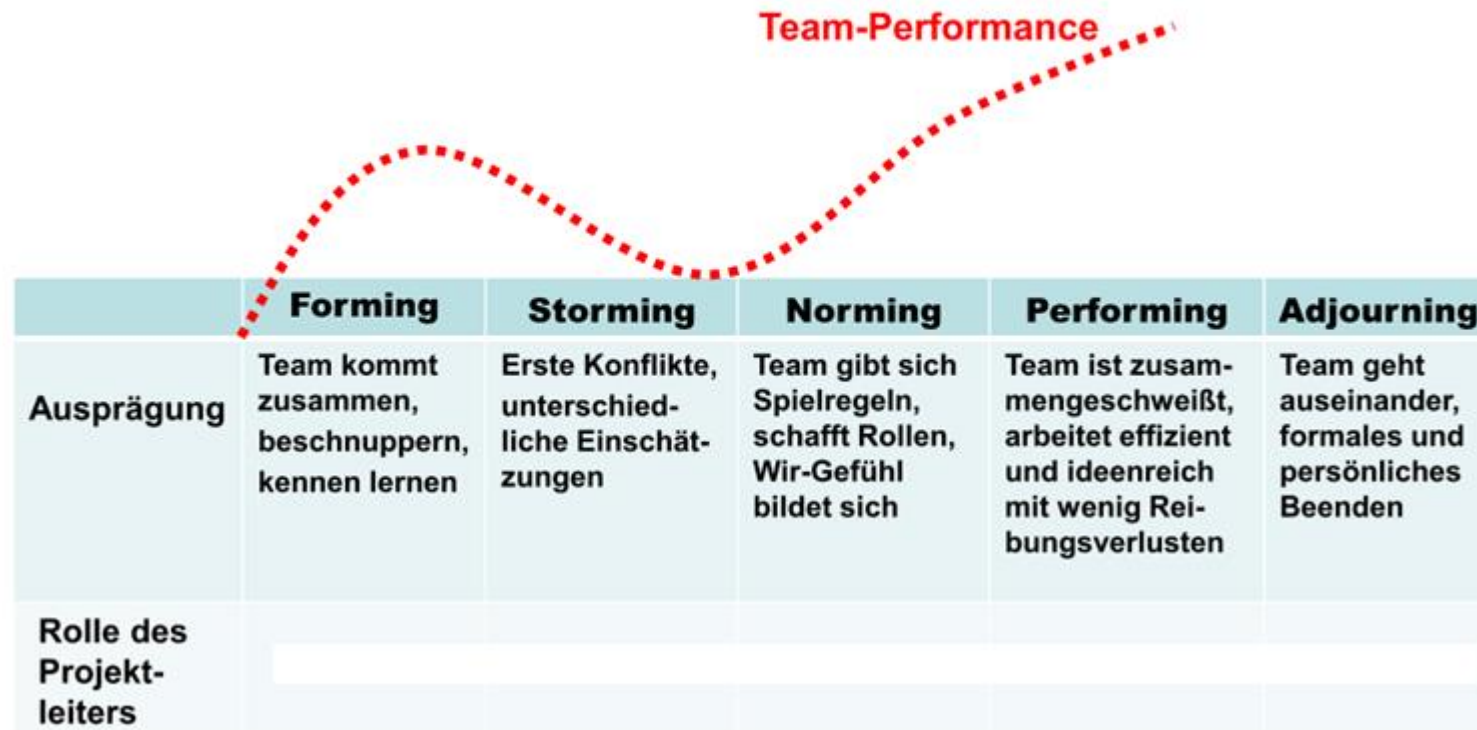 Team-Performance
Forming Storming Norming Performing Adjourning
Ausprägung
Team kommt
zusammen,
beschnuppern,
kennen lernen
Erste Konflikte,
unterschied-
liche Einschät-
zungen
Team gibt sich
Spielregeln,
schafft Rollen,
Wir-Gefühl
bildet sich
Team ist zusam-
mengeschweißt,
arbeitet effizient
und ideenreich
mit wenig Rei-
bungsverlusten
Team geht
auseinander,
formales und
persönliches
Beenden
Rolle des
Projekt-
leiters